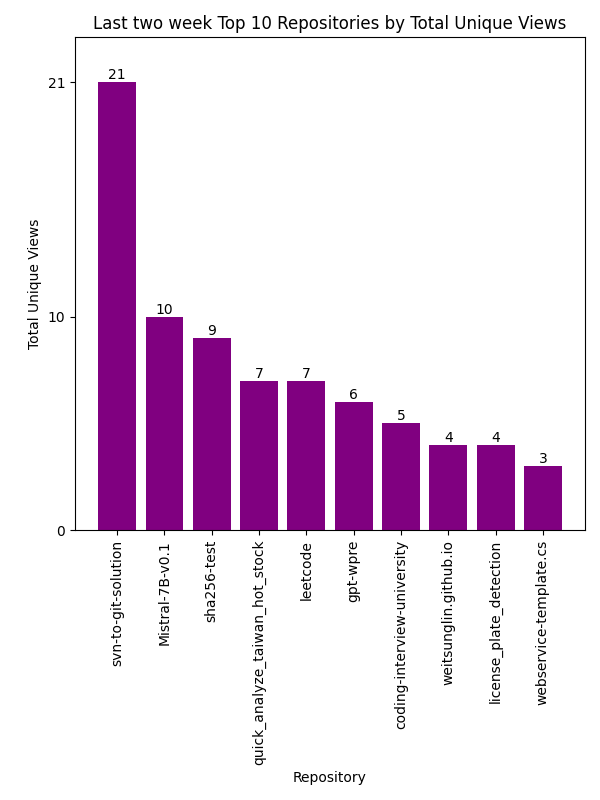 Last two week Top 10 Repositories by Total Unique Views
Total Unique Views
21
10
0
21
10
9
7
7
6
5
4
4
3
svn-to-git-solution
Mistral-7B-v0.1
sha256-test
quick_analyze_taiwan_hot_stock
leetcode
gpt-wpre
coding-interview-university
weitsunglin.github.io
license_plate_detection
webservice-template.cs
Repository